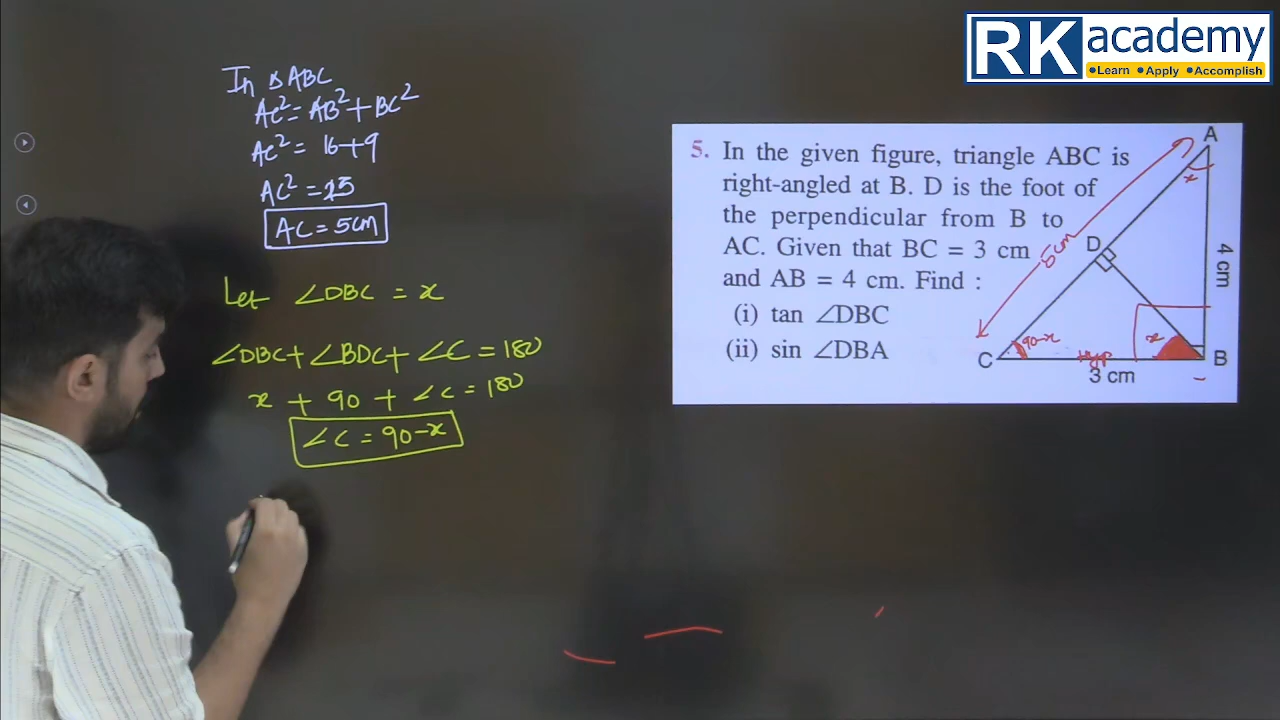 RK academy
•Learn •Apply •Accomplish
In △ ABC
AC² = AB² + BC²
AC² = 16+9
AC² = 25
AC = 5cm
Let ∠DBC = x
∠DBC + ∠BDC + ∠C = 180
x + 90 + ∠C = 180
∠C = 90-x
5. In the given figure, triangle ABC is
right-angled at B. D is the foot of
the perpendicular from B to
AC. Given that BC = 3 cm
and AB = 4 cm. Find :
(i) tan ∠DBC
(ii) sin ∠DBA
A
x
D
5cm
4 cm
90-x
x
C
Hyp
B
3 cm